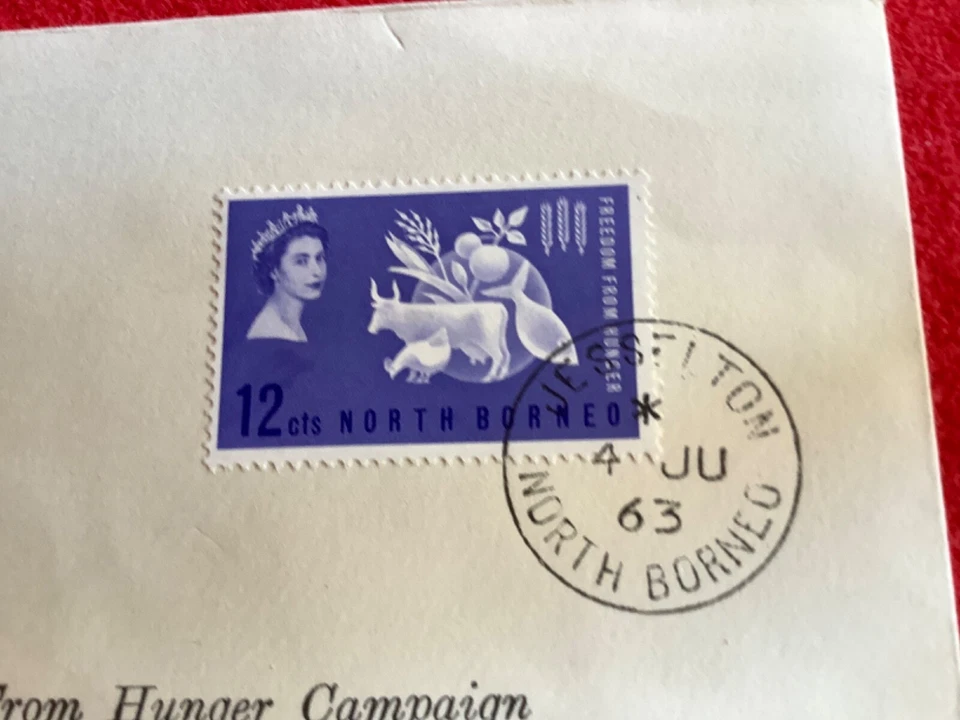 FREEDOM FROM HUNGER
12cts NORTH BORNEO
JESSELTON
*
4 JU
63
NORTH BORNEO
From Hunger Campaign